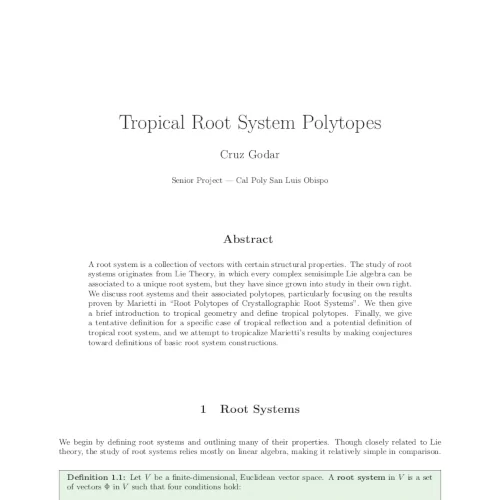 Tropical Root System Polytopes
Cruz Godar
Senior Project — Cal Poly San Luis Obispo
Abstract
A root system is a collection of vectors with certain structural properties. The study of root
systems originates from Lie Theory, in which every complex semisimple Lie algebra can be
associated to a unique root system, but they have since grown into study in their own right.
We discuss root systems and their associated polytopes, particularly focusing on the results
proven by Marietti in “Root Polytopes of Crystallographic Root Systems”. We then give
a brief introduction to tropical geometry and define tropical polytopes. Finally, we give
a tentative definition for a specific case of tropical reflection and a potential definition of
tropical root system, and we attempt to tropicalize Marietti's results by making conjectures
toward definitions of basic root system constructions.
1 Root Systems
We begin by defining root systems and outlining many of their properties. Though closely related to Lie
theory, the study of root systems relies mostly on linear algebra, making it relatively simple in comparison.
Definition 1.1: Let V be a finite-dimensional, Euclidean vector space. A root system in V is a set
of vectors Φ in V such that four conditions hold: